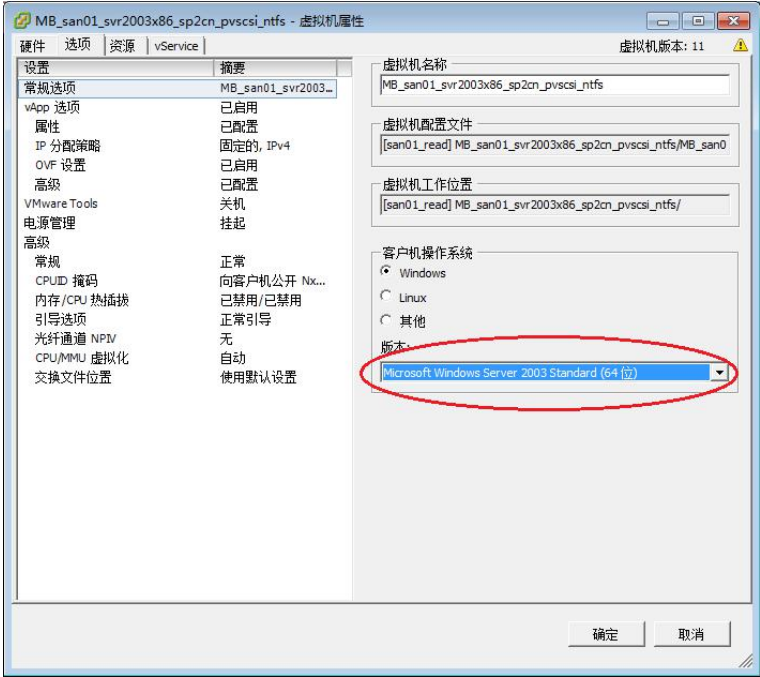 MB_san01_svr2003x86_sp2cn_pvscsi_ntfs - 虚拟机属性
硬件 选项 资源 vService 虚拟机版本: 11
设置 摘要
常规选项 MB_san01_svr2003...
vApp 选项 已启用
属性 已配置
IP 分配策略 固定的, IPv4
OVF 设置 已启用
高级 已配置
VMware Tools 关机
电源管理 挂起
高级
常规 正常
CPUID 掩码 向客户机公开 Nx...
内存/CPU 热插拔 已禁用/已禁用
引导选项 正常引导
光纤通道 NPIV 无
CPU/MMU 虚拟化 自动
交换文件位置 使用默认设置
虚拟机名称
MB_san01_svr2003x86_sp2cn_pvscsi_ntfs
虚拟机配置文件
[san01_read] MB_san01_svr2003x86_sp2cn_pvscsi_ntfs/MB_san0
虚拟机工作位置
[san01_read] MB_san01_svr2003x86_sp2cn_pvscsi_ntfs/
客户机操作系统
Windows
Linux
其他
版本:
Microsoft Windows Server 2003 Standard (64 位)
确定 取消